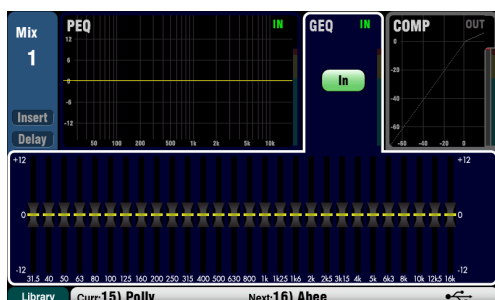 Mix
1
PEQ
IN
GEQ
IN
COMP
OUT
12
6
0
-6
-12
50 100 200 500 1k 2k 5k 10k
In
0
-20
-40
-60
-60 -40 -20 0
Insert
Delay
+12
+12
0
0
-12
-12
31.5 40 50 63 80 100 125 160 200 250 315 400 500 630 800 1k 1k25 1k6 2k 2k5 3k15 4k 5k 6k3 8k 10k 12k5 16k
Library
Curr:15) Polly
Next:16) Abee